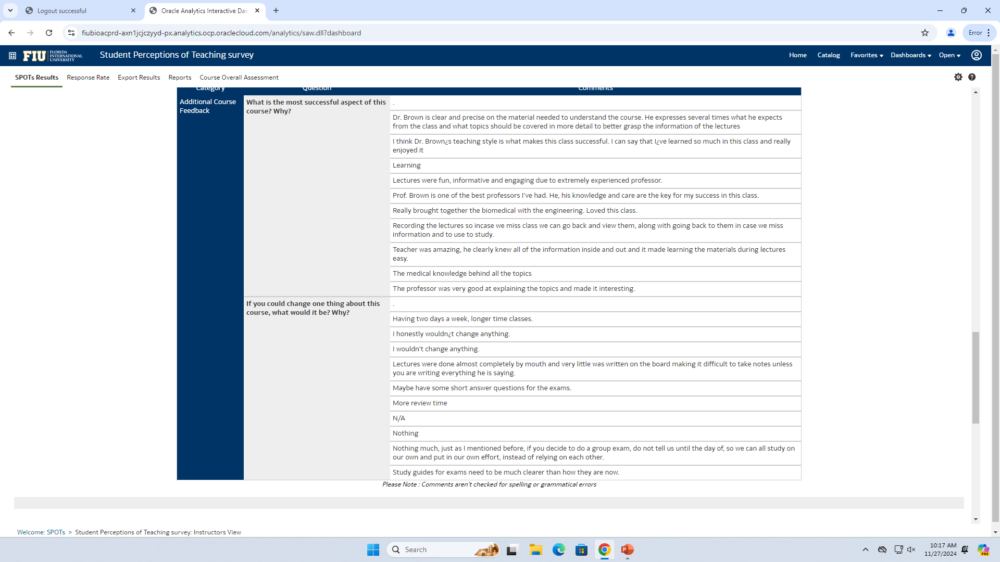 Logout successful
Oracle Analytics Interactive Das
fiubioacprd-axn1jcjczyyd-px.analytics.ocp.oraclecloud.com/analytics/saw.dll?dashboard
Error
FIU FLORIDA INTERNATIONAL UNIVERSITY
Student Perceptions of Teaching survey
Home Catalog Favorites Dashboards Open
SPOTs Results Response Rate Export Results Reports Course Overall Assessment
Category Question Comments
Additional Course Feedback
What is the most successful aspect of this
course? Why?
.
Dr. Brown is clear and precise on the material needed to understand the course. He expresses several times what he expects
from the class and what topics should be covered in more detail to better grasp the information of the lectures
I think Dr. Brown¿s teaching style is what makes this class successful. I can say that I¿ve learned so much in this class and really
enjoyed it
Learning
Lectures were fun, informative and engaging due to extremely experienced professor.
Prof. Brown is one of the best professors I've had. He, his knowledge and care are the key for my success in this class.
Really brought together the biomedical with the engineering. Loved this class.
Recording the lectures so incase we miss class we can go back and view them, along with going back to them in case we miss
information and to use to study.
Teacher was amazing, he clearly knew all of the information inside and out and it made learning the materials during lectures
easy.
The medical knowledge behind all the topics
The professor was very good at explaining the topics and made it interesting.
If you could change one thing about this
course, what would it be? Why?
.
Having two days a week, longer time classes.
I honestly wouldn¿t change anything.
I wouldn't change anything.
Lectures were done almost completely by mouth and very little was written on the board making it difficult to take notes unless
you are writing everything he is saying.
Maybe have some short answer questions for the exams.
More review time
N/A
Nothing
Nothing much, just as I mentioned before, if you decide to do a group exam, do not tell us until the day of, so we can all study on
our own and put in our own effort, instead of relying on each other.
Study guides for exams need to be much clearer than how they are now.
Please Note : Comments aren't checked for spelling or grammatical errors
Welcome: SPOTs > Student Perceptions of Teaching survey: Instructors View
Search
10:17 AM
11/27/2024
PRE